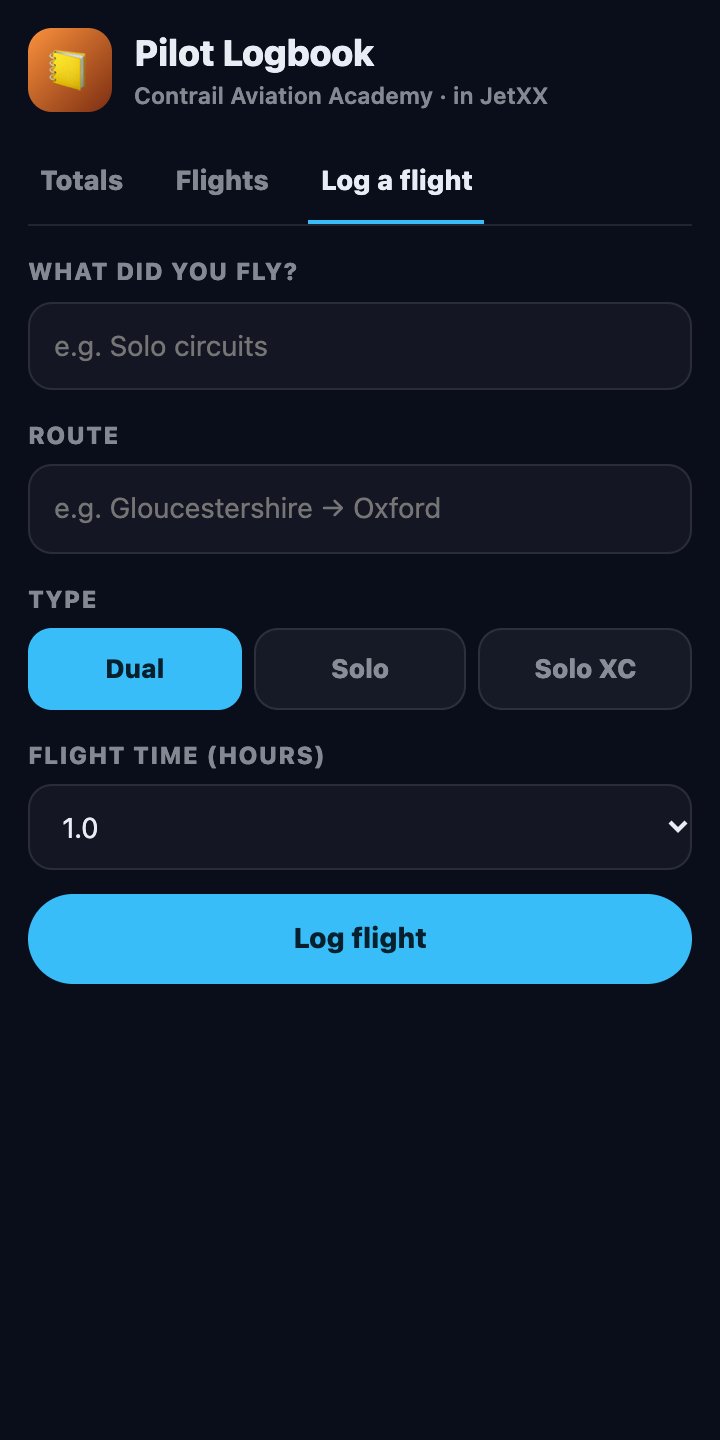 Pilot Logbook
Contrail Aviation Academy · in JetXX
Totals Flights Log a flight
WHAT DID YOU FLY?
e.g. Solo circuits
ROUTE
e.g. Gloucestershire → Oxford
TYPE
Dual Solo Solo XC
FLIGHT TIME (HOURS)
1.0
Log flight